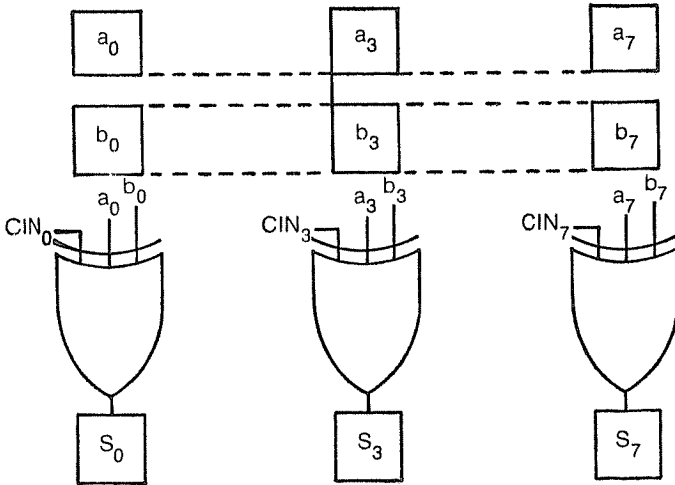 a₀ a₃ a₇
b₀ b₃ b₇
CIN₀ a₀ b₀ CIN₃ a₃ b₃ CIN₇ a₇ b₇
S₀ S₃ S₇